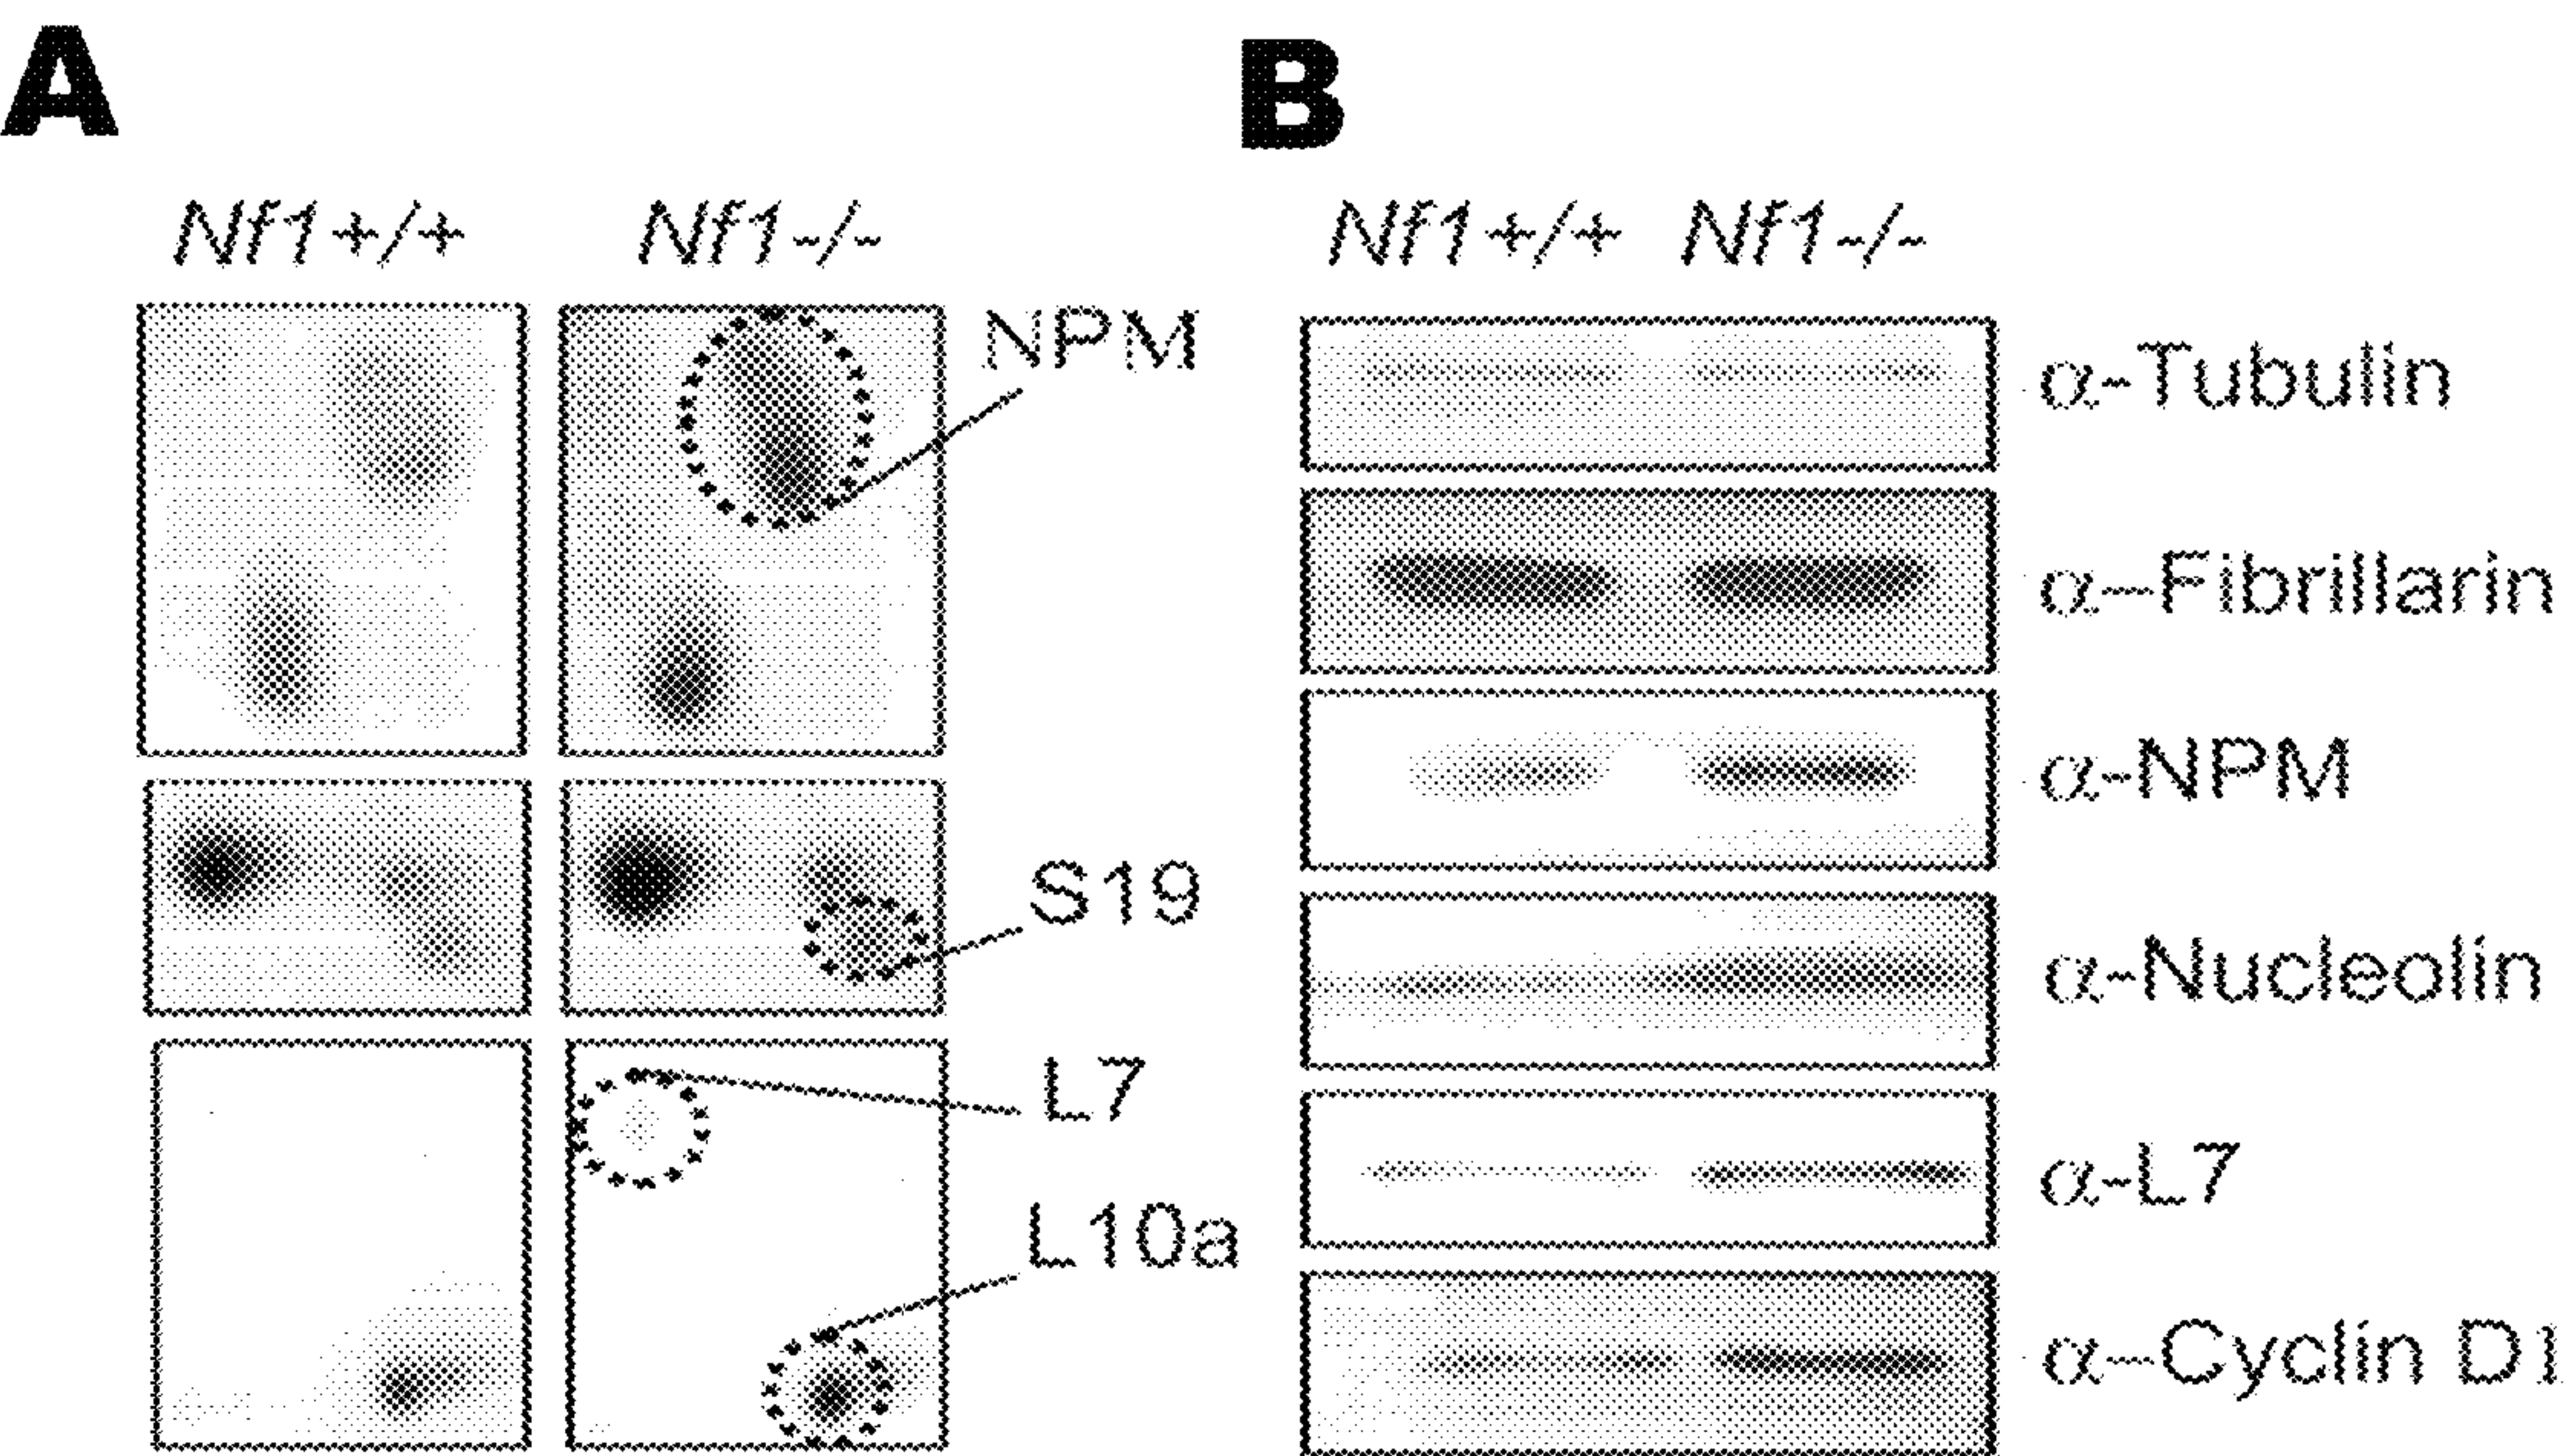 A
B
Nf1+/+ Nf1-/-
Nf1+/+ Nf1-/-
NPM
S19
L7
L10a
α-Tubulin
α-Fibrillarin
α-NPM
α-Nucleolin
α-L7
α-Cyclin D1